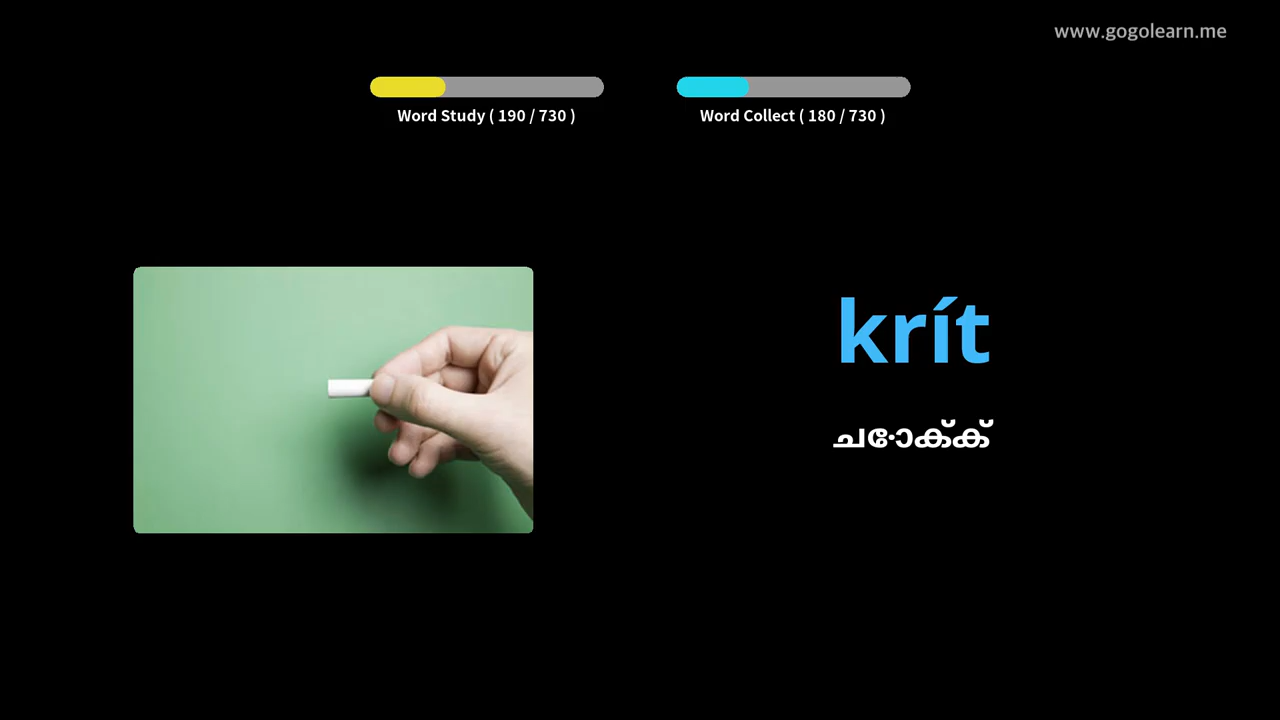 www.gogolearn.me
Word Study ( 190 / 730 )
Word Collect ( 180 / 730 )
krít
ചോക്ക്